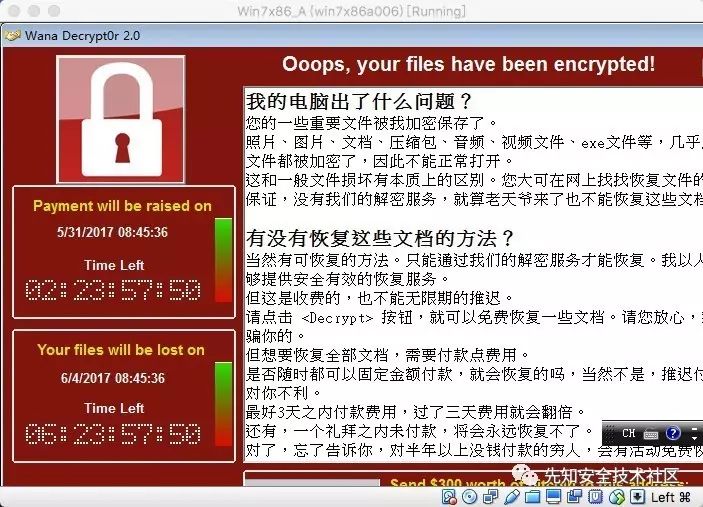 Win7x86_A (win7x86a006) [Running]
Wana Decrypt0r 2.0
Ooops, your files have been encrypted!
我的电脑出了什么问题？
您的一些重要文件被我加密保存了。
照片、图片、文档、压缩包、音频、视频文件、exe文件等，几乎
文件都被加密了，因此不能正常打开。
这和一般文件损坏有本质上的区别。您大可在网上找找恢复文件的
保证，没有我们的解密服务，就算老天爷来了也不能恢复这些文档
有没有恢复这些文档的方法？
当然有可恢复的方法。只能通过我们的解密服务才能恢复。我以人
够提供安全有效的恢复服务。
但这是收费的，也不能无限期的推迟。
请点击 <Decrypt> 按钮，就可以免费恢复一些文档。请您放心，
骗你的。
但想要恢复全部文档，需要付款点费用。
是否随时都可以固定金额付款，就会恢复的吗，当然不是，推迟付
对你不利。
最好3天之内付款费用，过了三天费用就会翻倍。
还有，一个礼拜之内未付款，将会永远恢复不了。
对了，忘了告诉你，对半年以上没钱付款的穷人，会有活动免费恢
Payment will be raised on
5/31/2017 08:45:36
Time Left
02:23:57:50
Your files will be lost on
6/4/2017 08:45:36
Time Left
06:23:57:50
CH
先知安全技术社区
Send $300 worth of bitcoin to this address:
Left ⌘